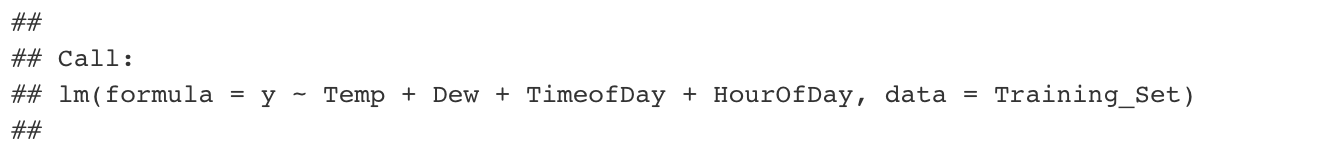 ##
## Call:
## lm(formula = y ~ Temp + Dew + TimeofDay + HourOfDay, data = Training_Set)
##